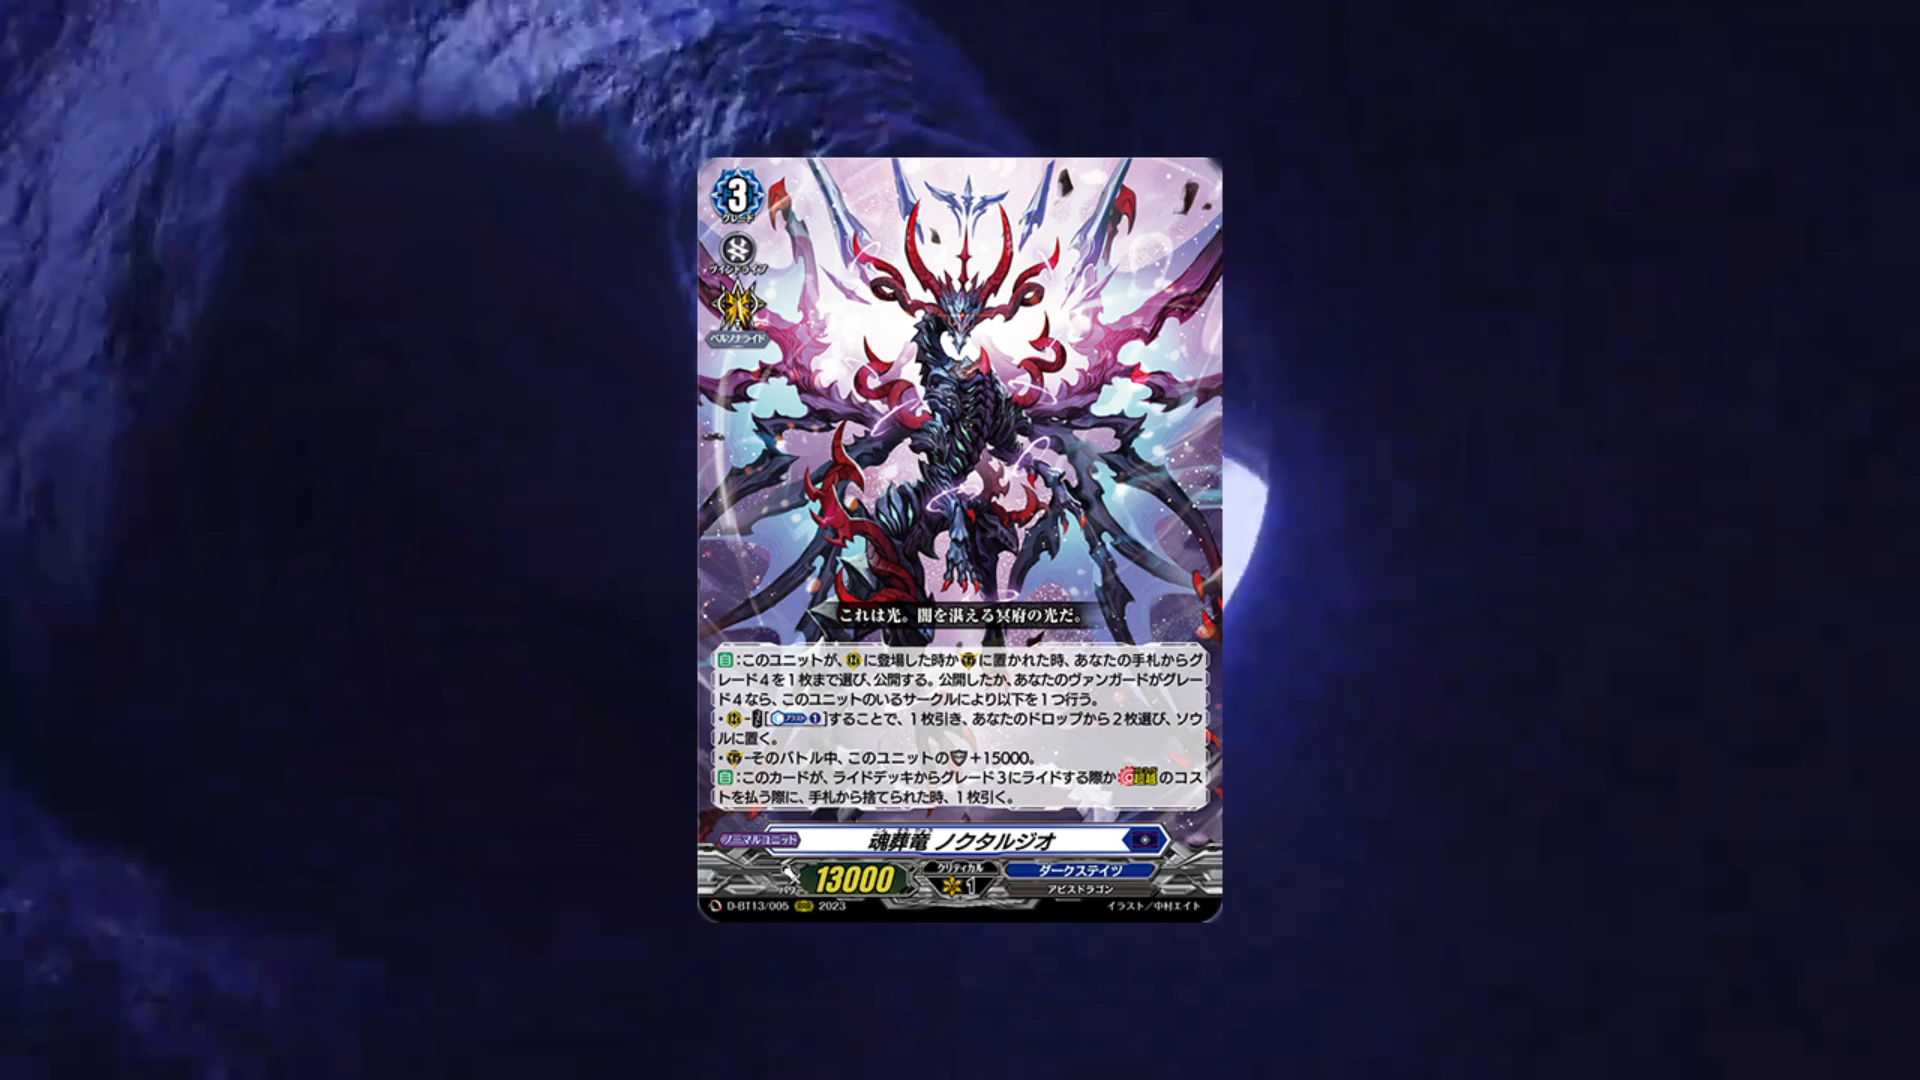 3
グレード
ツインドライブ
ペルソナライド
これは光。闇を湛える冥府の光だ。
：このユニットが、に登場した時かに置かれた時、あなたの手札からグ
レード４を１枚まで選び、公開する。公開したか、あなたのヴァンガードがグレー
ド４なら、このユニットのいるサークルにより以下を１つ行う。
・-[ブラスト1]することで、１枚引き、あなたのドロップから２枚選び、ソウ
ルに置く。
・-そのバトル中、このユニットの+15000。
：このカードが、ライドデッキからグレード３にライドする際か超越のコス
トを払う際に、手札から捨てられた時、１枚引く。
ノーマルユニット 魂葬竜 ノクタルジオ
パワー 13000 クリティカル 1 ダークステイツ
アビスドラゴン
D-BT13/005 RRR 2023 イラスト／中村エイト